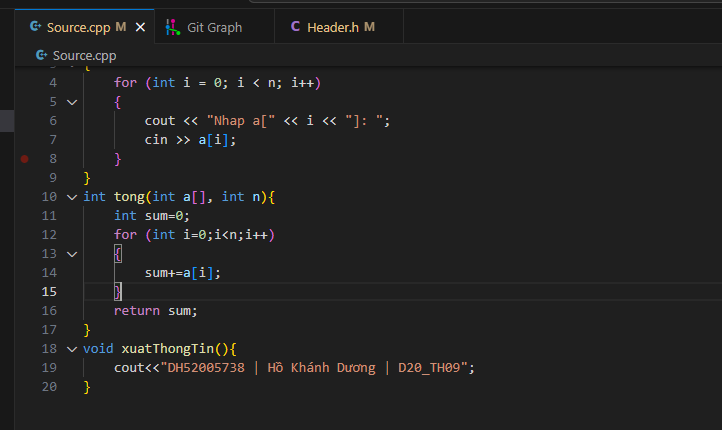 Source.cpp M Git Graph C Header.h M
Source.cpp
4 for (int i = 0; i < n; i++)
5 {
6 cout << "Nhap a[" << i << "]: ";
7 cin >> a[i];
8 }
9 }
10 int tong(int a[], int n){
11 int sum=0;
12 for (int i=0;i<n;i++)
13 {
14 sum+=a[i];
15 }
16 return sum;
17 }
18 void xuatThongTin(){
19 cout<<"DH52005738 | Hồ Khánh Dương | D20_TH09";
20 }